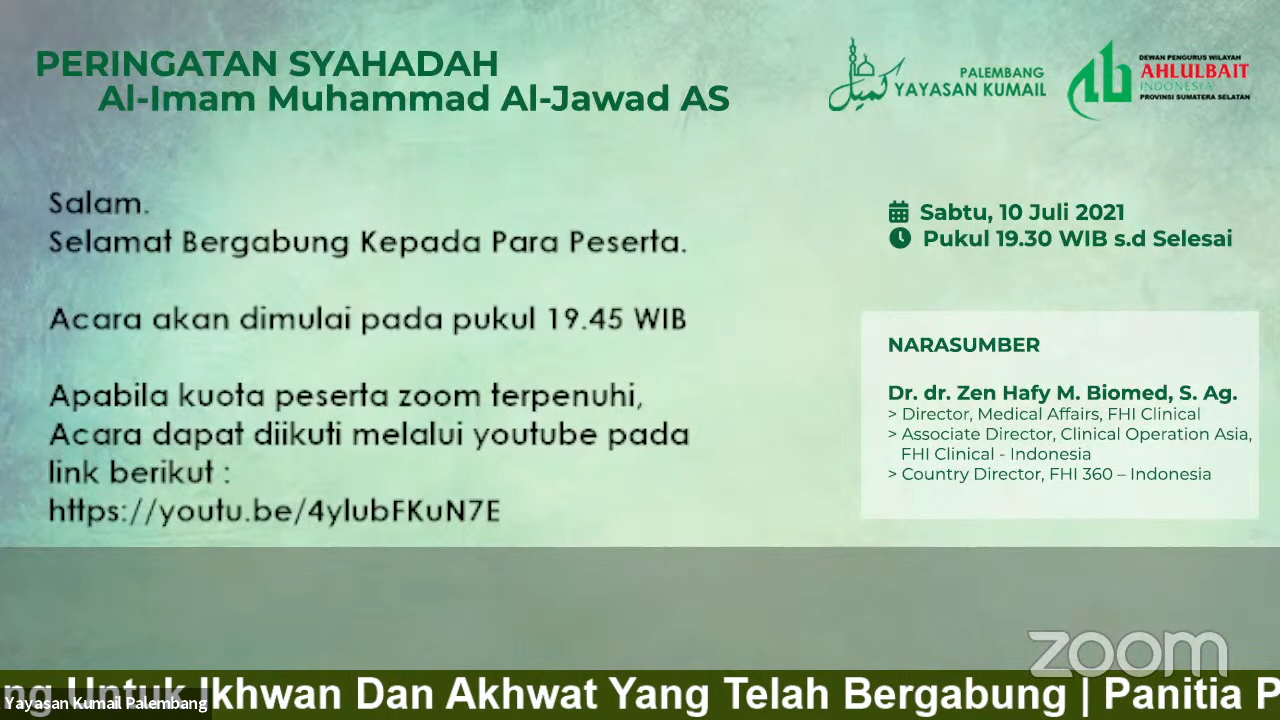 PERINGATAN SYAHADAH
Al-Imam Muhammad Al-Jawad AS
كميل
PALEMBANG
YAYASAN KUMAIL
DEWAN PENGURUS WILAYAH
AHLULBAIT
INDONESIA
PROVINSI SUMATERA SELATAN
Salam.
Selamat Bergabung Kepada Para Peserta.
Acara akan dimulai pada pukul 19.45 WIB
Apabila kuota peserta zoom terpenuhi,
Acara dapat diikuti melalui youtube pada
link berikut :
https://youtu.be/4ylubFKuN7E
Sabtu, 10 Juli 2021
Pukul 19.30 WIB s.d Selesai
NARASUMBER
Dr. dr. Zen Hafy M. Biomed, S. Ag.
> Director, Medical Affairs, FHI Clinical
> Associate Director, Clinical Operation Asia,
FHI Clinical - Indonesia
> Country Director, FHI 360 – Indonesia
zoom
ng Untuk Ikhwan Dan Akhwat Yang Telah Bergabung | Panitia P
Yayasan Kumail Palembang